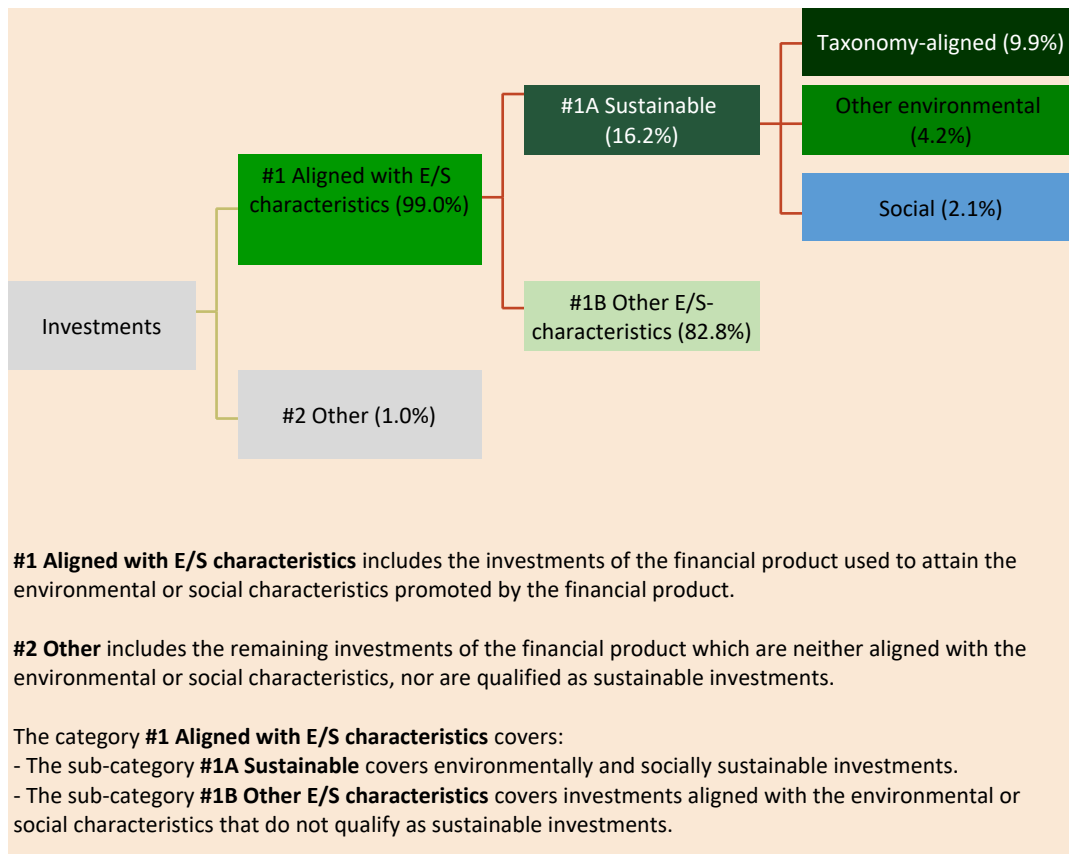 Taxonomy-aligned (9.9%)
#1A Sustainable
(16.2%)
Other environmental
(4.2%)
#1 Aligned with E/S
characteristics (99.0%)
Social (2.1%)
#1B Other E/S-
characteristics (82.8%)
Investments
#2 Other (1.0%)
#1 Aligned with E/S characteristics includes the investments of the financial product used to attain the
environmental or social characteristics promoted by the financial product.
#2 Other includes the remaining investments of the financial product which are neither aligned with the
environmental or social characteristics, nor are qualified as sustainable investments.
The category #1 Aligned with E/S characteristics covers:
- The sub-category #1A Sustainable covers environmentally and socially sustainable investments.
- The sub-category #1B Other E/S characteristics covers investments aligned with the environmental or
social characteristics that do not qualify as sustainable investments.